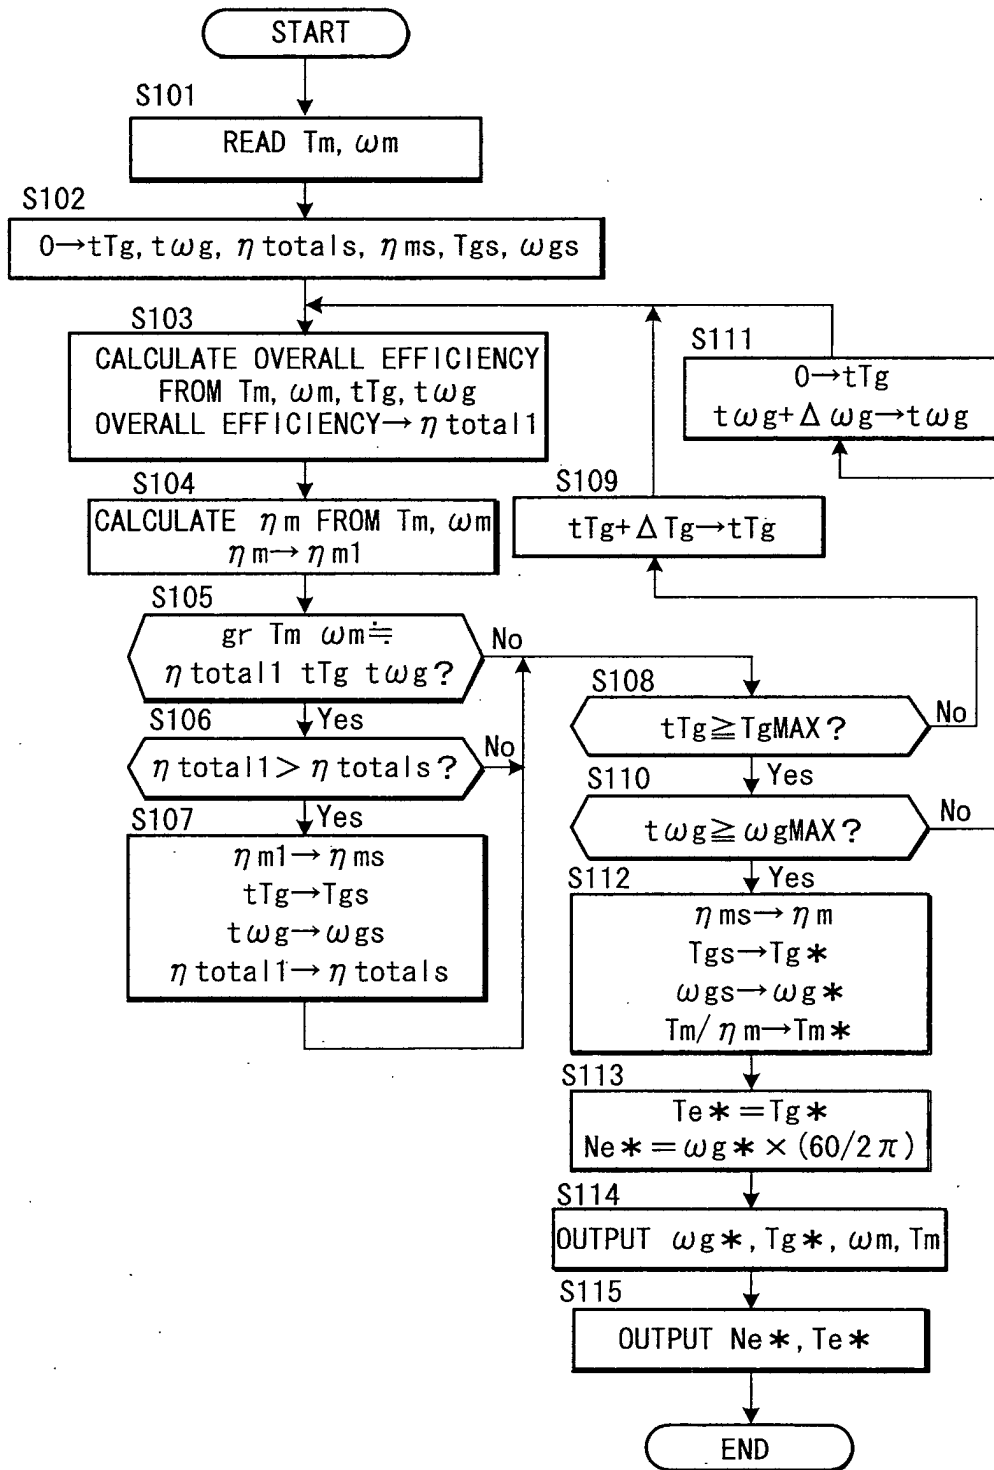 START
S101
READ Tm, ωm
S102
0→tTg, tωg, ηtotals, ηms, Tgs, ωgs
S103
CALCULATE OVERALL EFFICIENCY
FROM Tm, ωm, tTg, tωg
OVERALL EFFICIENCY→ηtotal1
S111
0→tTg
tωg+Δωg→tωg
S104
CALCULATE ηm FROM Tm, ωm
ηm→ηm1
S109
tTg+ΔTg→tTg
S105
gr Tm ωm≒
ηtotal1 tTg tωg?
No
Yes
S106
ηtotal1>ηtotals?
No
Yes
S107
ηm1→ηms
tTg→Tgs
tωg→ωgs
ηtotal1→ηtotals
S108
tTg≧TgMAX?
No
Yes
S110
tωg≧ωgMAX?
No
Yes
S112
ηms→ηm
Tgs→Tg*
ωgs→ωg*
Tm/ηm→Tm*
S113
Te*=Tg*
Ne*=ωg*×(60/2π)
S114
OUTPUT ωg*, Tg*, ωm, Tm
S115
OUTPUT Ne*, Te*
END